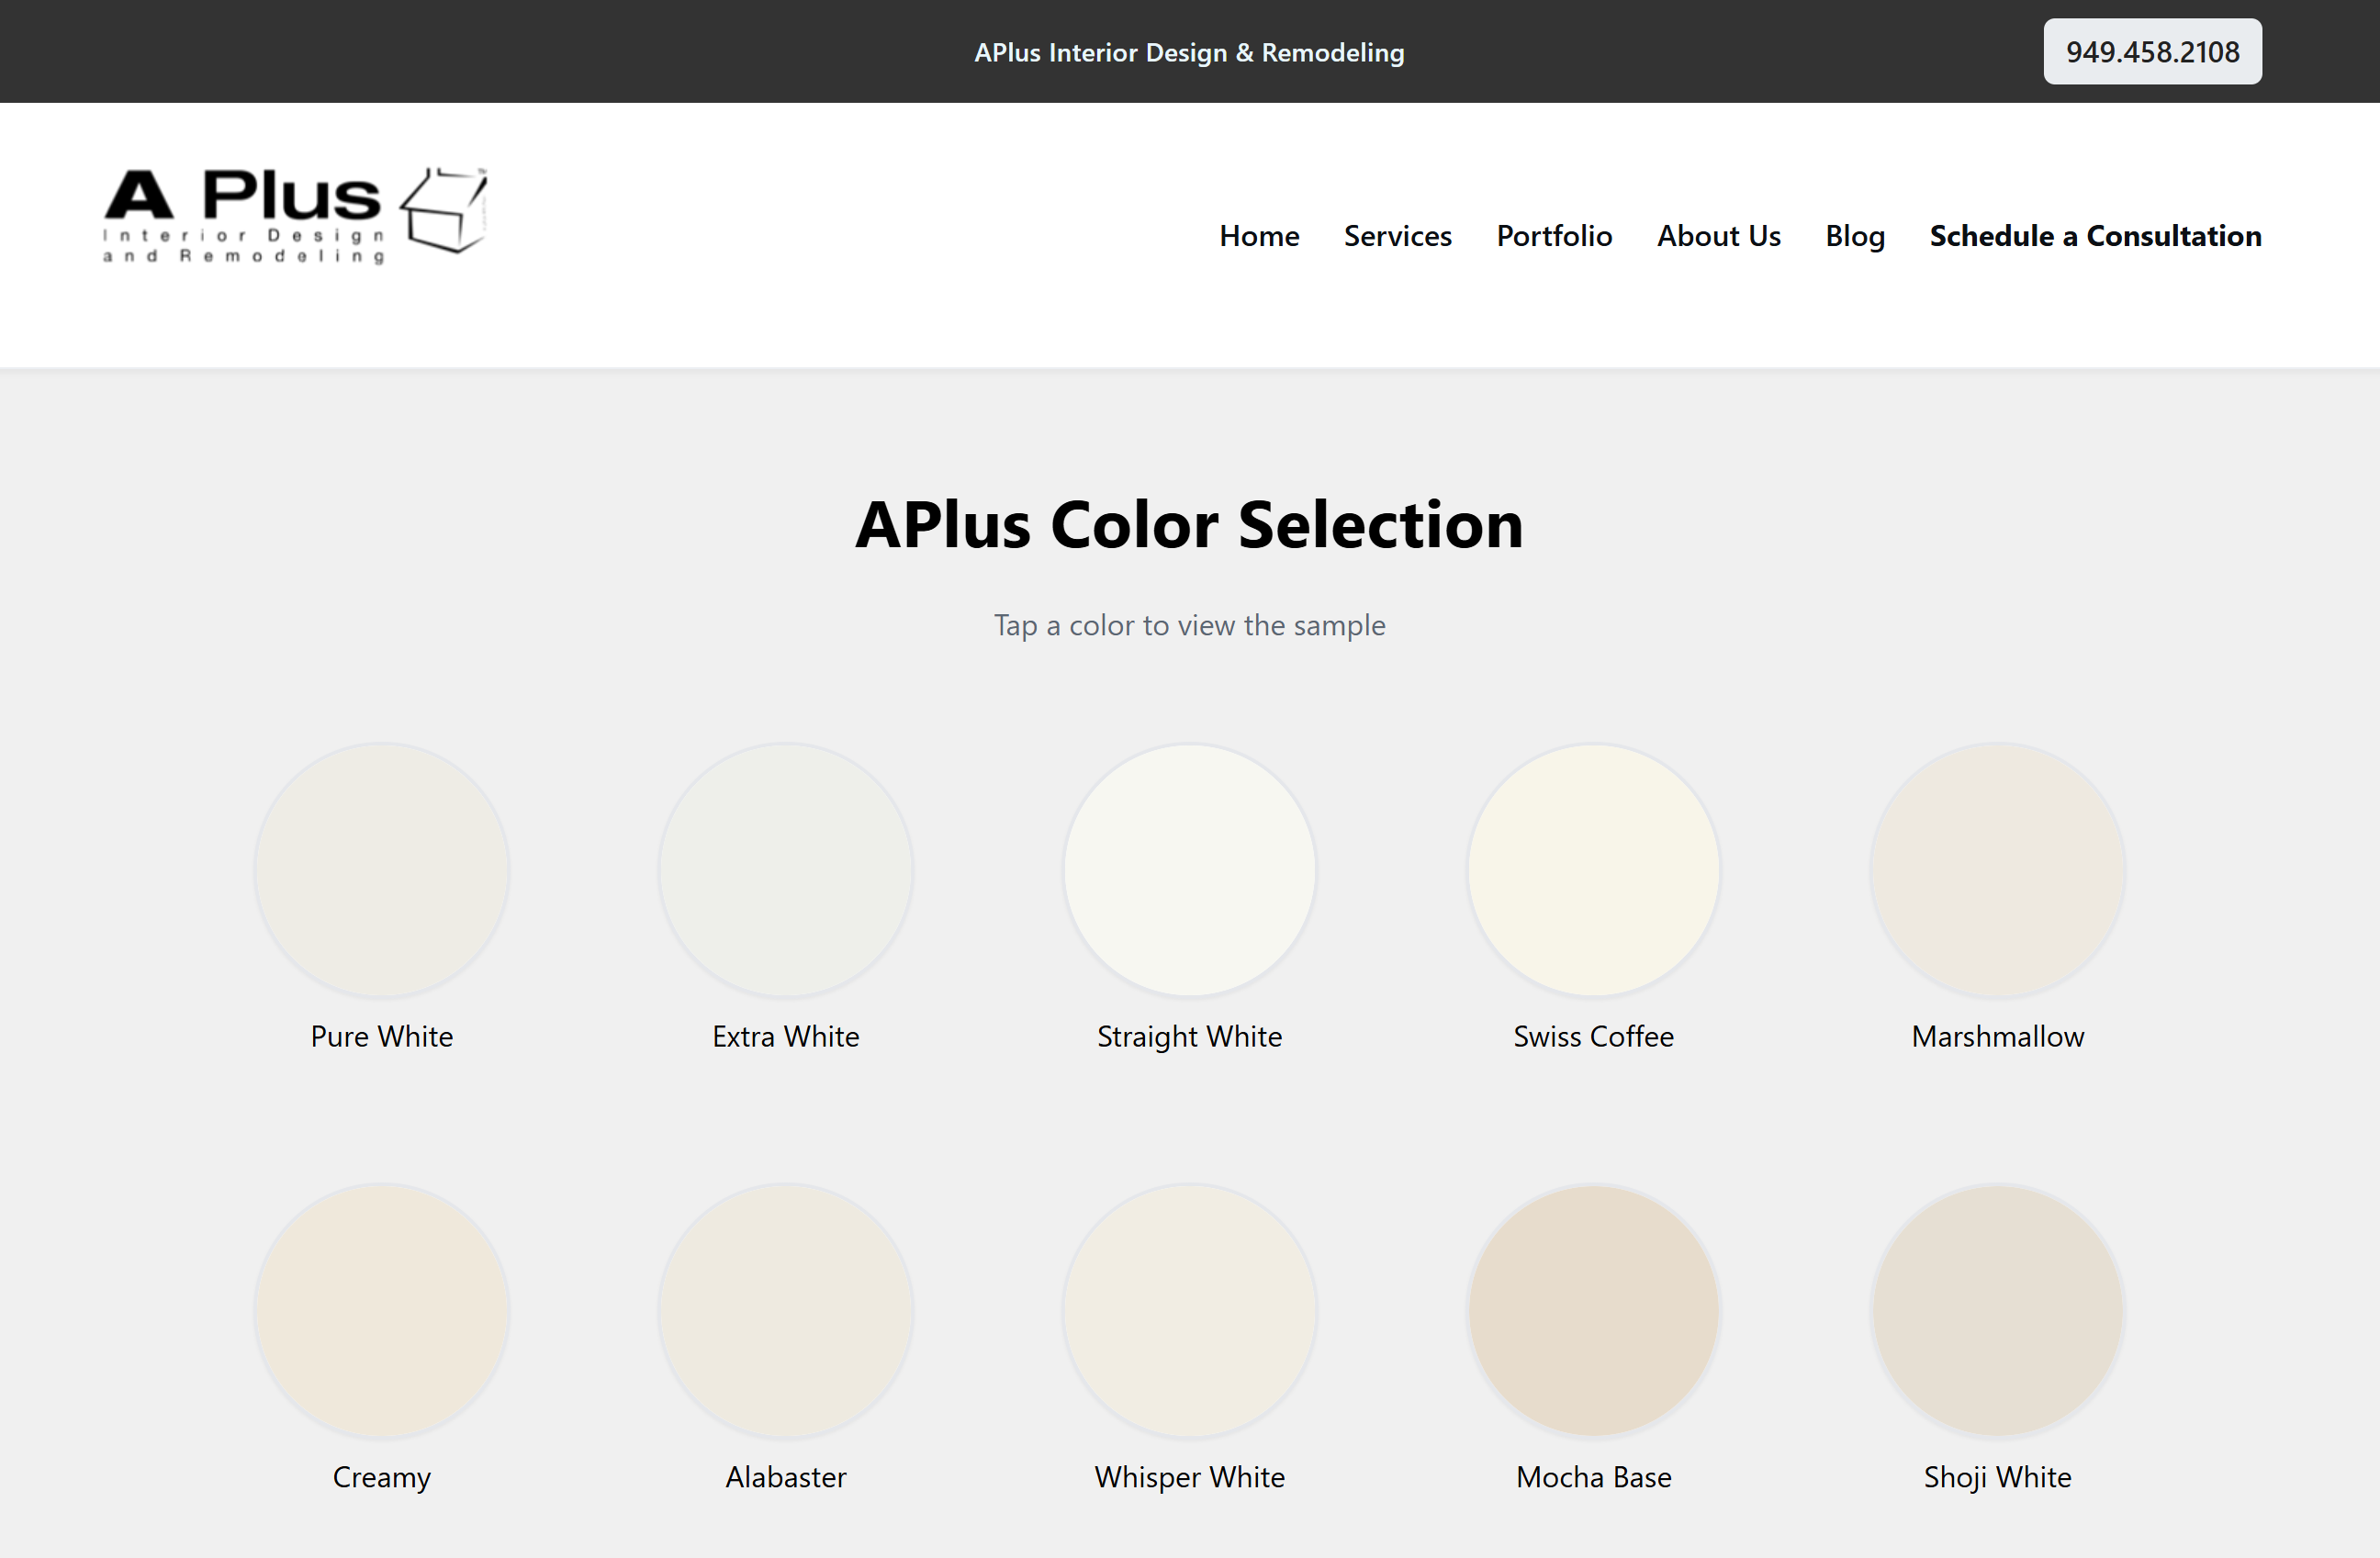 APlus Interior Design & Remodeling
949.458.2108
A Plus
Interior Design
and Remodeling
Home Services Portfolio About Us Blog Schedule a Consultation
APlus Color Selection
Tap a color to view the sample
Pure White Extra White Straight White Swiss Coffee Marshmallow
Creamy Alabaster Whisper White Mocha Base Shoji White